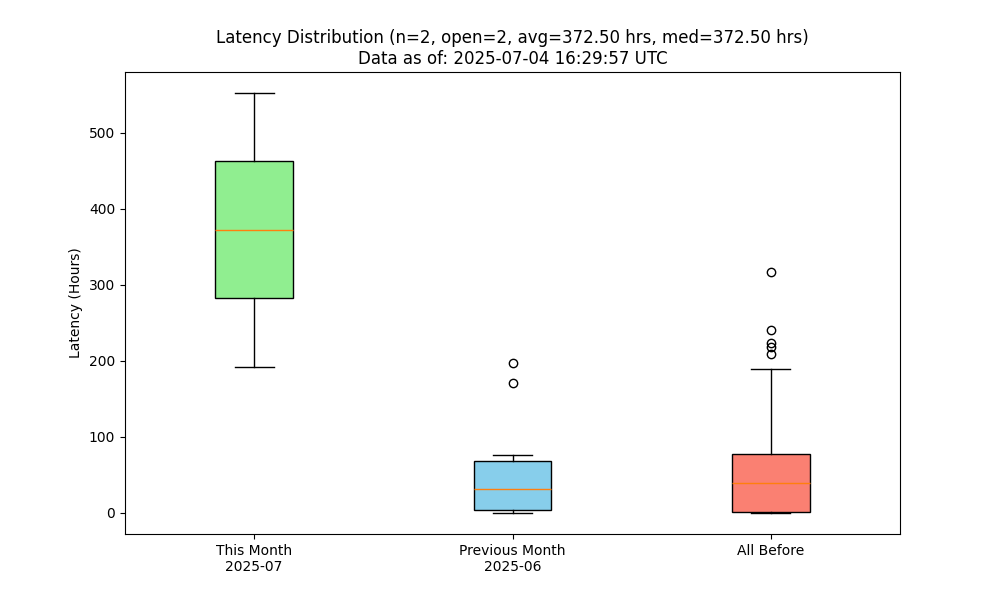 Latency Distribution (n=2, open=2, avg=372.50 hrs, med=372.50 hrs)
Data as of: 2025-07-04 16:29:57 UTC
Latency (Hours)
500
400
300
200
100
0
This Month
2025-07
Previous Month
2025-06
All Before